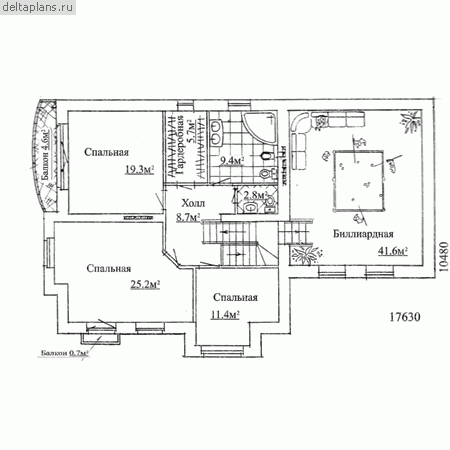 deltaplans.ru
Балкон 4.6м²
Спальная
19.3м²
Гардеробная
5.7м²
9.4м²
Холл
8.7м²
2.8м²
Биллиардная
41.6м²
Спальная
25.2м²
Спальная
11.4м²
Балкон 0.7м²
10480
17630